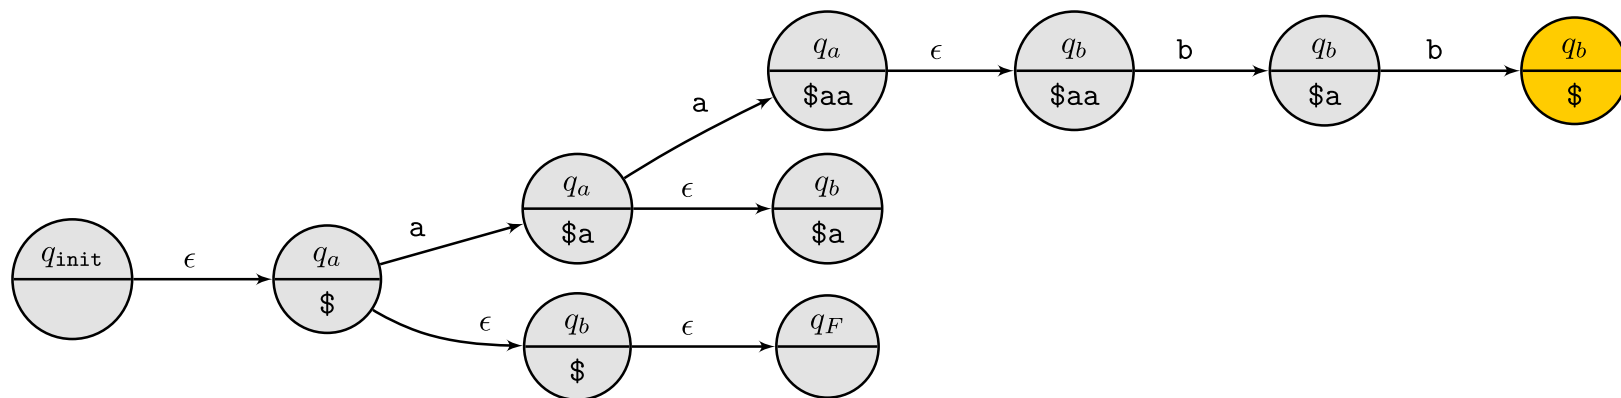 q_a ϵ q_b b q_b b q_b
$aa $aa $a $
a
q_a ϵ q_b
$a $a
a
q_init ϵ q_a
$
ϵ q_b ϵ q_F
$